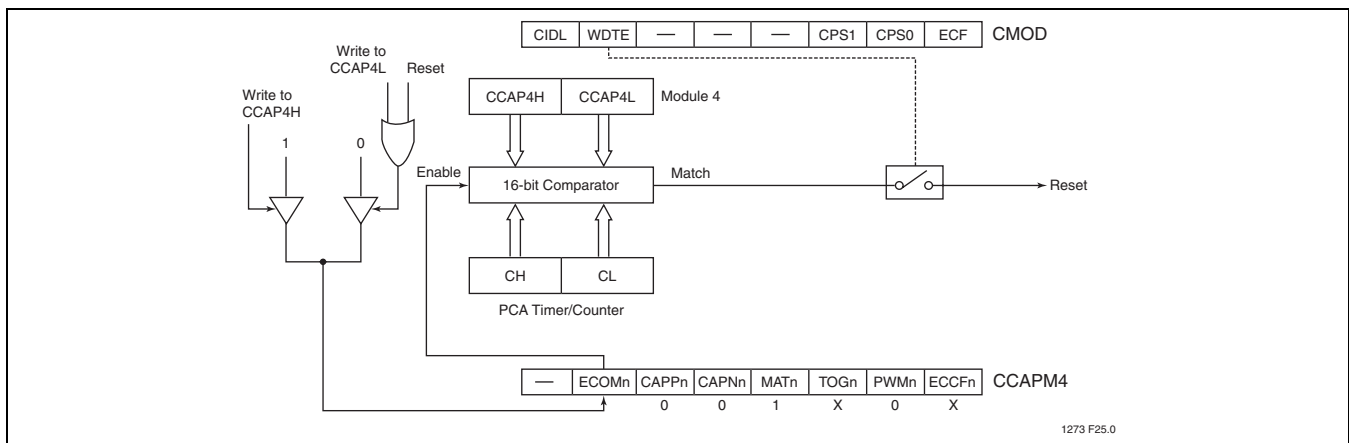 CIDL WDTE — — — CPS1 CPS0 ECF CMOD
Write to
CCAP4L Reset
Write to
CCAP4H
CCAP4H CCAP4L Module 4
1 0
Enable 16-bit Comparator Match Reset
CH CL
PCA Timer/Counter
— ECOMn CAPPn CAPNn MATn TOGn PWMn ECCFn CCAPM4
0 0 1 X 0 X
1273 F25.0